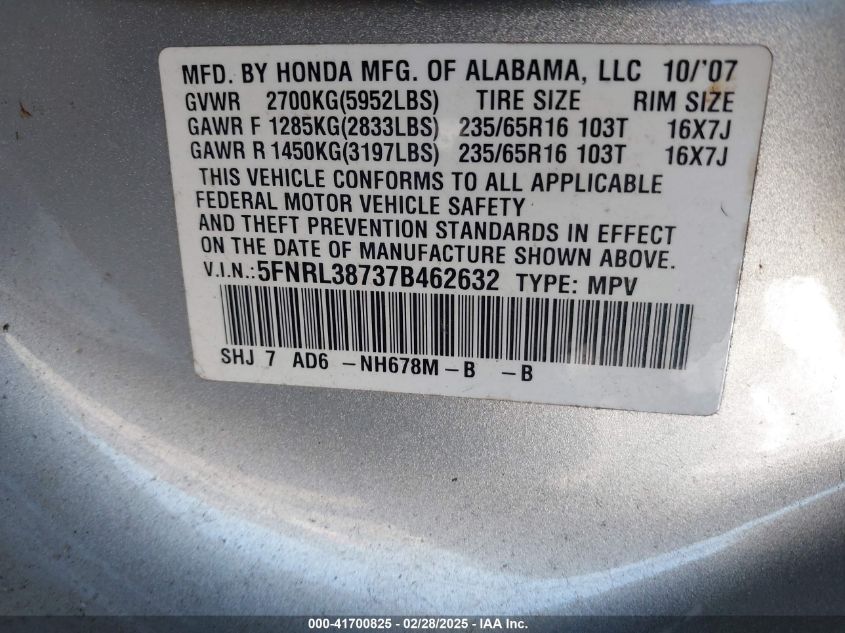 MFD. BY HONDA MFG. OF ALABAMA, LLC 10/'07
GVWR 2700KG(5952LBS) TIRE SIZE RIM SIZE
GAWR F 1285KG(2833LBS) 235/65R16 103T 16X7J
GAWR R 1450KG(3197LBS) 235/65R16 103T 16X7J
THIS VEHICLE CONFORMS TO ALL APPLICABLE
FEDERAL MOTOR VEHICLE SAFETY
AND THEFT PREVENTION STANDARDS IN EFFECT
ON THE DATE OF MANUFACTURE SHOWN ABOVE.
V.I.N.:5FNRL38737B462632 TYPE: MPV
SHJ 7 AD6 -NH678M-B -B
000-41700825 - 02/28/2025 - IAA Inc.